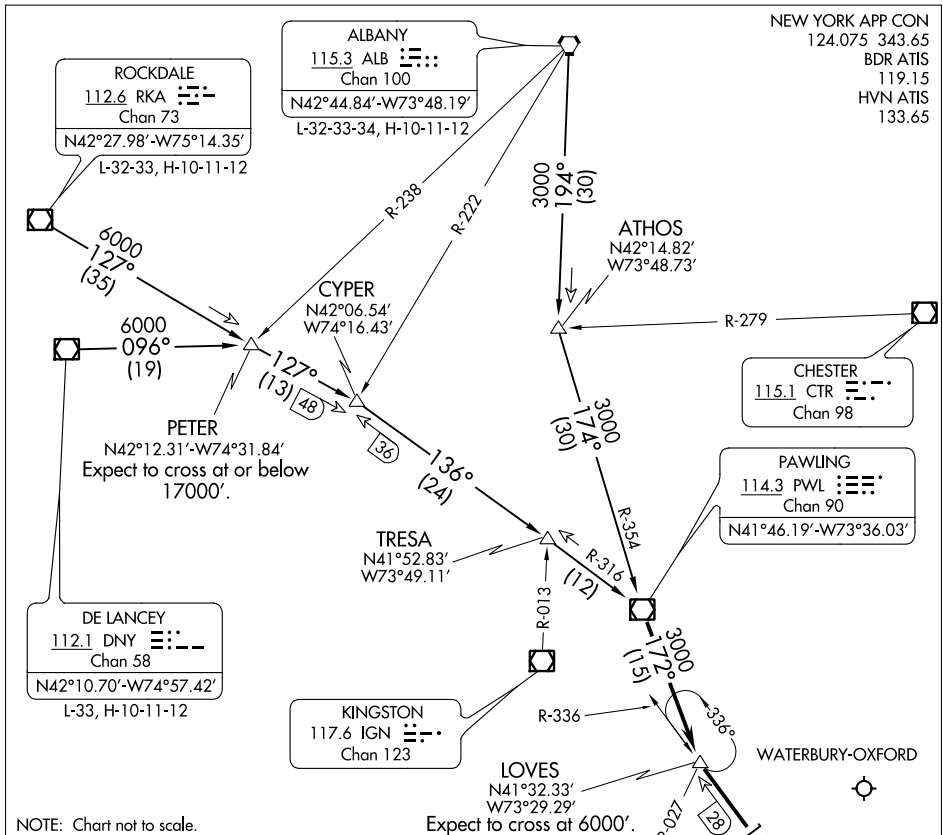 NEW YORK APP CON
124.075 343.65
BDR ATIS
119.15
HVN ATIS
133.65
ALBANY
115.3 ALB
Chan 100
N42°44.84'-W73°48.19'
L-32-33-34, H-10-11-12
ROCKDALE
112.6 RKA
Chan 73
N42°27.98'-W75°14.35'
L-32-33, H-10-11-12
R-238
R-222
3000
194°
(30)
ATHOS
N42°14.82'
W73°48.73'
6000
127°
(35)
CYPER
N42°06.54'
W74°16.43'
R-279
6000
096°
(19)
127°
(13)
48
36
CHESTER
115.1 CTR
Chan 98
3000
174°
(30)
R-354
PETER
N42°12.31'-W74°31.84'
Expect to cross at or below
17000'.
136°
(24)
PAWLING
114.3 PWL
Chan 90
N41°46.19'-W73°36.03'
TRESA
N41°52.83'
W73°49.11'
R-316
(12)
R-013
DE LANCEY
112.1 DNY
Chan 58
N42°10.70'-W74°57.42'
L-33, H-10-11-12
3000
172°
(15)
KINGSTON
117.6 IGN
Chan 123
R-336
336°
WATERBURY-OXFORD
LOVES
N41°32.33'
W73°29.29'
Expect to cross at 6000'.
28
NOTE: Chart not to scale.